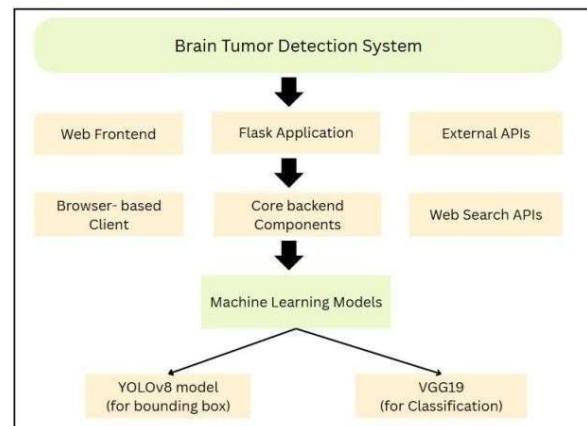 Brain Tumor Detection System
Web Frontend
Flask Application
External APIs
Browser- based
Client
Core backend
Components
Web Search APIs
Machine Learning Models
YOLOv8 model
(for bounding box)
VGG19
(for Classification)